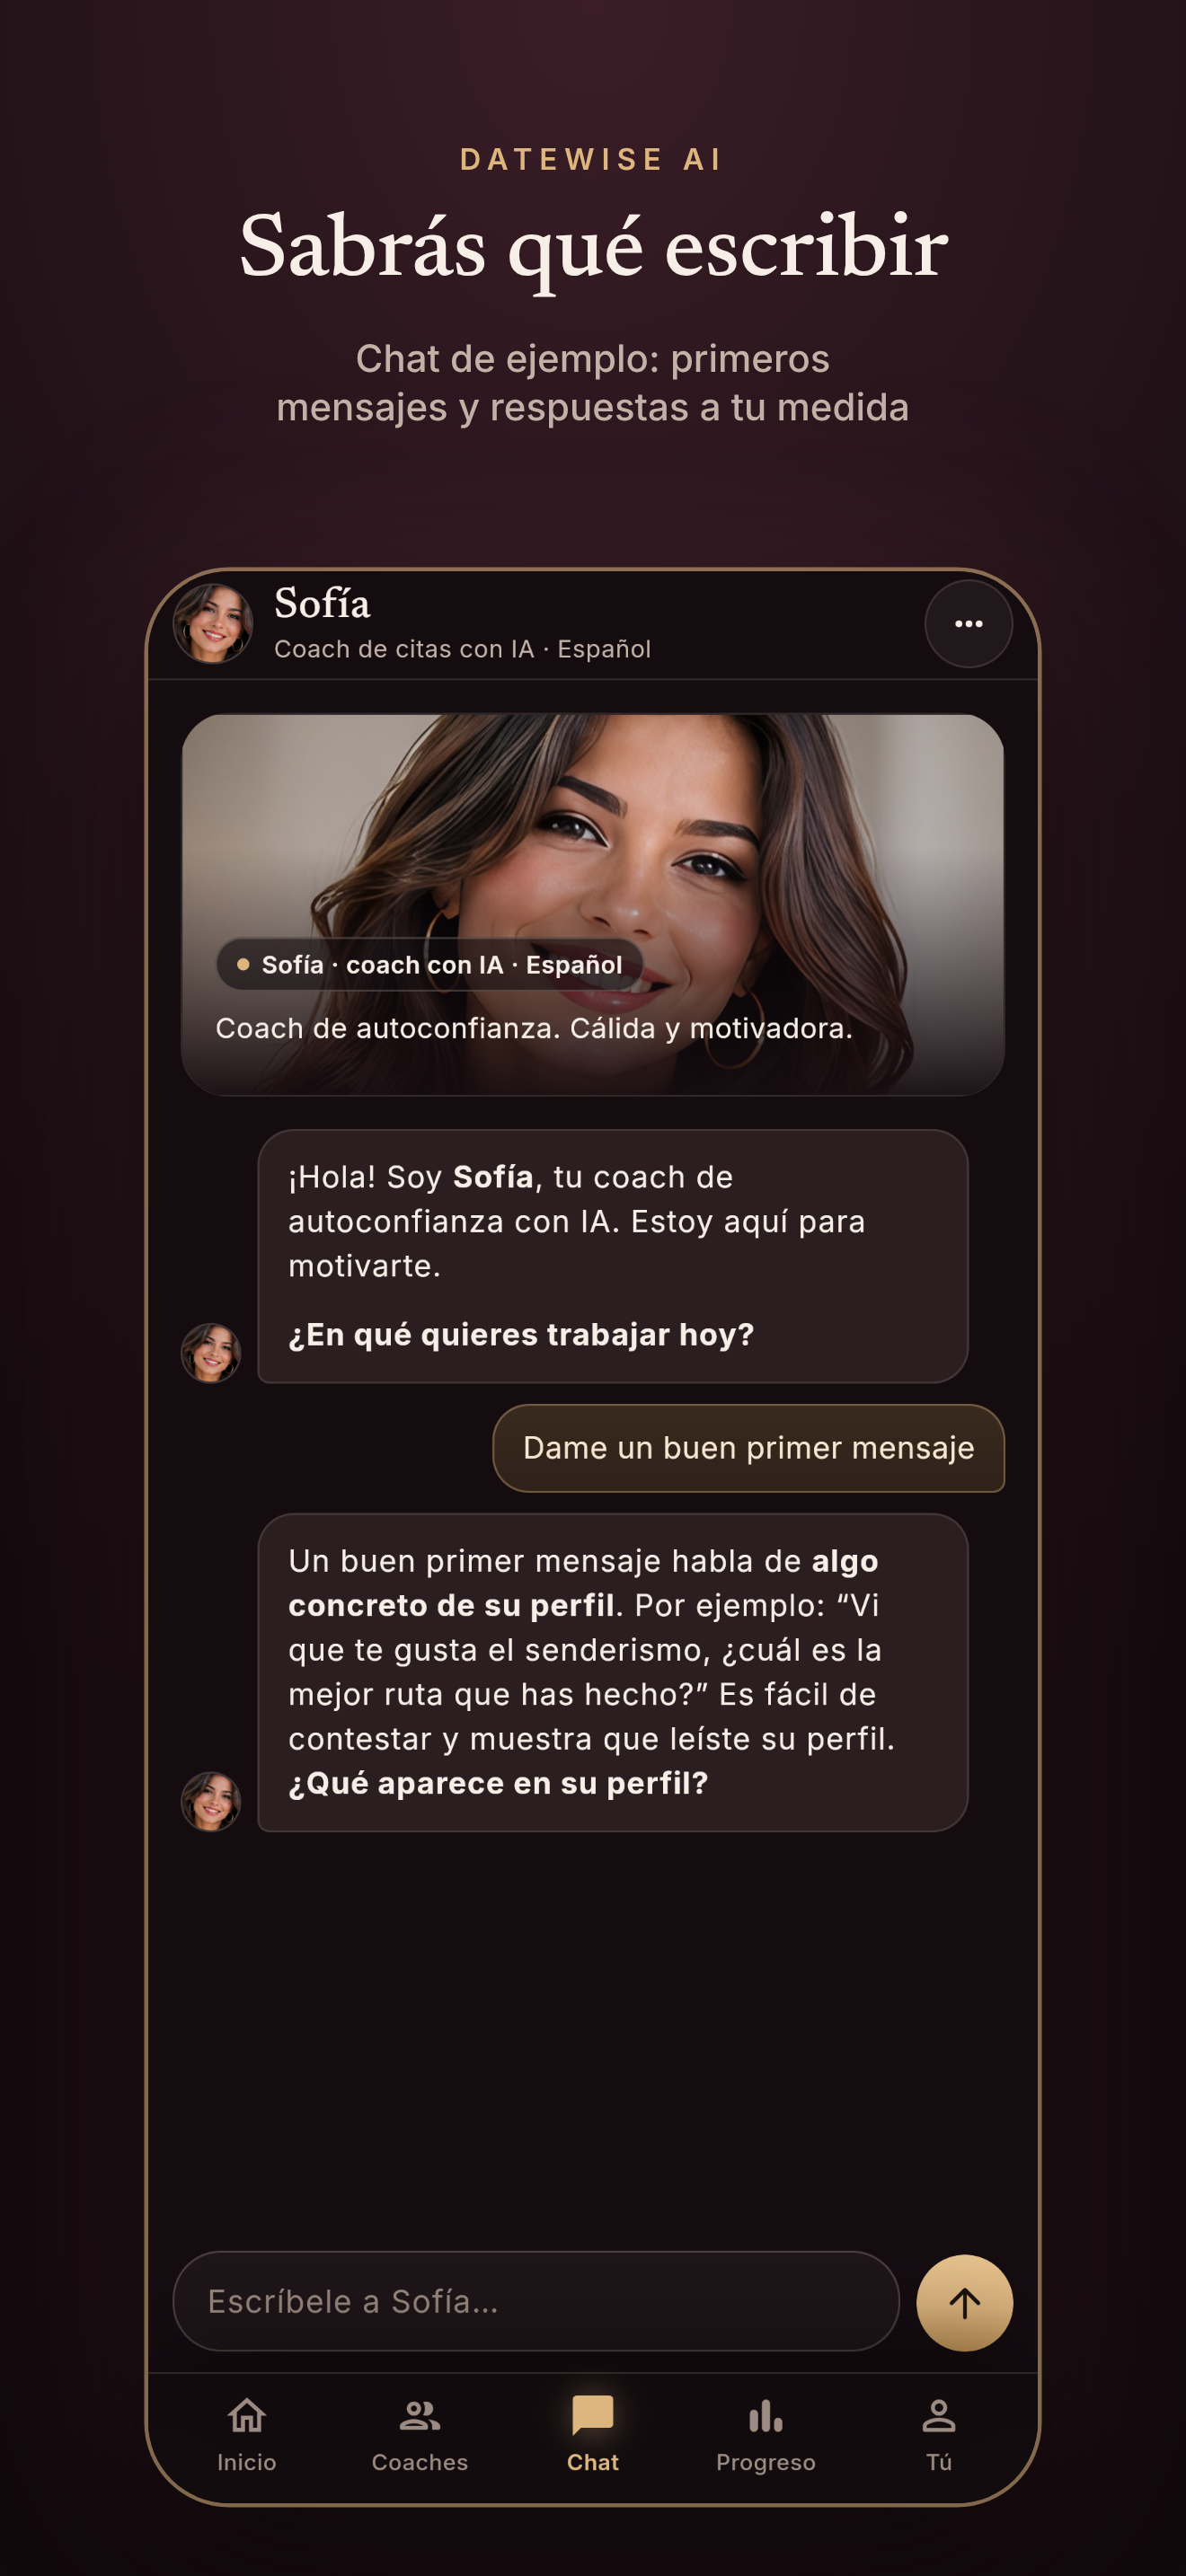 DATEWISE AI
Sabrás qué escribir
Chat de ejemplo: primeros
mensajes y respuestas a tu medida
Sofía
Coach de citas con IA · Español
Sofía · coach con IA · Español
Coach de autoconfianza. Cálida y motivadora.
¡Hola! Soy Sofía, tu coach de
autoconfianza con IA. Estoy aquí para
motivarte.
¿En qué quieres trabajar hoy?
Dame un buen primer mensaje
Un buen primer mensaje habla de algo
concreto de su perfil. Por ejemplo: “Vi
que te gusta el senderismo, ¿cuál es la
mejor ruta que has hecho?” Es fácil de
contestar y muestra que leíste su perfil.
¿Qué aparece en su perfil?
Escríbele a Sofía...
Inicio
Coaches
Chat
Progreso
Tú